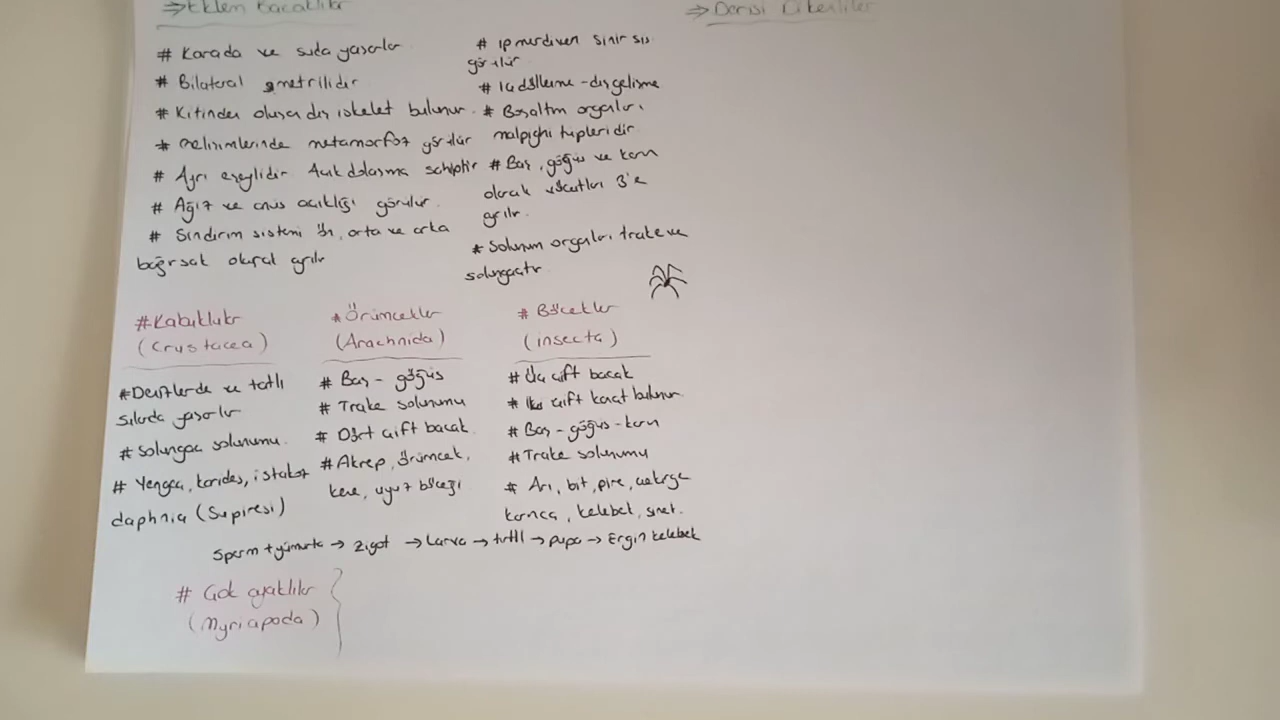 ⇒ Eklem Bacaklılar
# Karada ve suda yaşarlar
# Bilateral simetrilidir
# Kitinden oluşan dış iskelet bulunur
# Gelişimlerinde metamorfoz görülür
# Ayrı eşeylidir Açık dolaşıma sahiptir
# Ağız ve anüs açıklığı görülür
# Sindirim sistemi ön, orta ve arka
bağırsak olarak ayrılır
# ip merdiven sinir sis
görülür
# İç dölleme - dış gelişme
# Boşaltım organları
malpighi tüpleridir
# Baş, göğüs ve karın
olarak vücutları 3'e
ayrılır.
# Solunum organları trake ve
solungaçtır
⇒ Derisi Dikenliler
# Kabuklular
(Crustacea)
# Denizlerde ve tatlı
sularda yaşarlar
# Solungaç solunumu.
# Yengeç, karides, istakoz
daphnia (Su piresi)
# Örümcekler
(Arachnida)
# Baş - göğüs
# Trake solunumu
# Dört çift bacak
# Akrep, örümcek,
kene, uyuz böceği
# Böcekler
(insecta)
# Üç çift bacak
# İki çift kanat bulunur
# Baş - göğüs - karın
# Trake solunumu
# Arı, bit, pire, çekirge
karınca, kelebek, sinek.
Sperm + yumurta → Zigot → Larva → tırtıl → pupa → Ergin kelebek
# Çok ayaklılar
(Myriapoda)